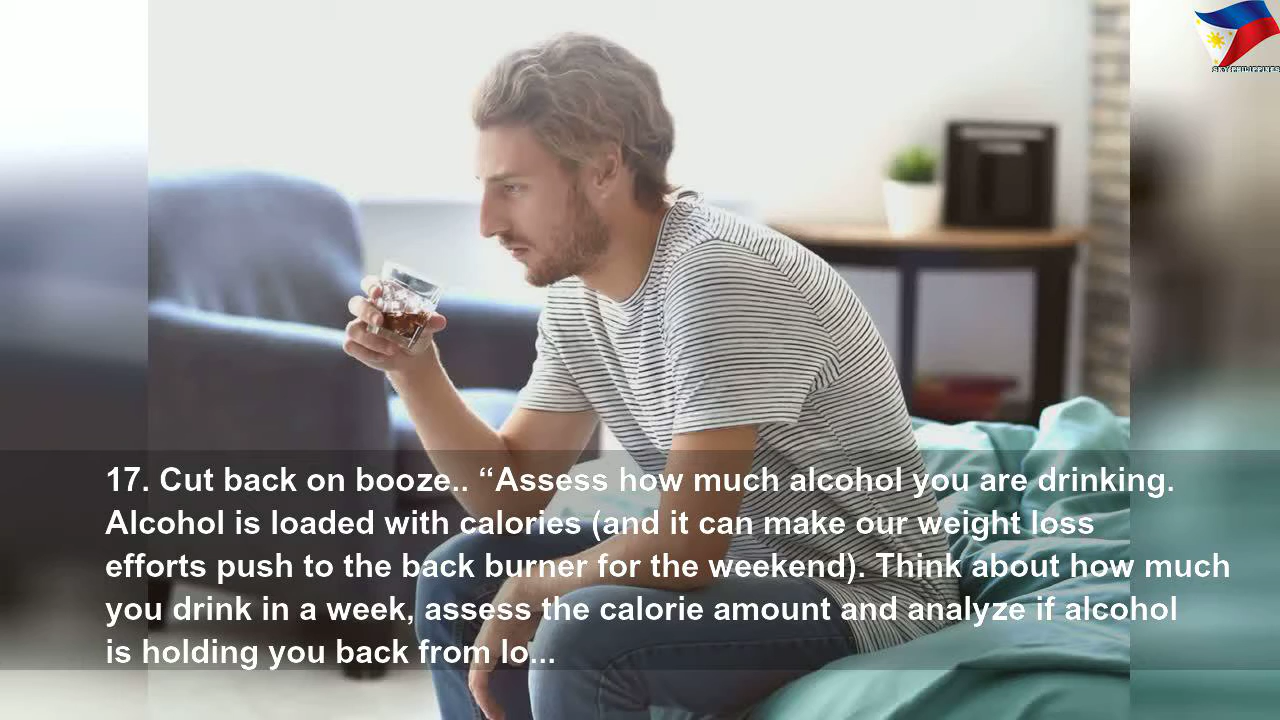 SKYPHILIPPINES
17. Cut back on booze.. “Assess how much alcohol you are drinking.
Alcohol is loaded with calories (and it can make our weight loss
efforts push to the back burner for the weekend). Think about how much
you drink in a week, assess the calorie amount and analyze if alcohol
is holding you back from lo...